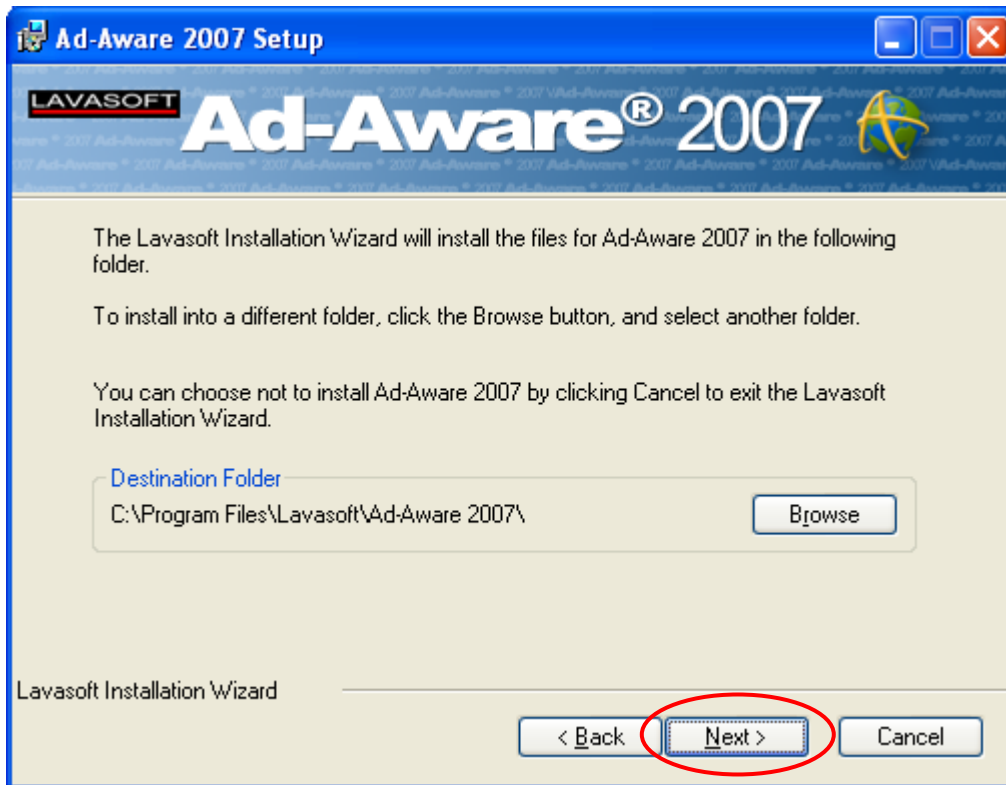 Ad-Aware 2007 Setup
LAVASOFT
Ad-Aware® 2007
The Lavasoft Installation Wizard will install the files for Ad-Aware 2007 in the following
folder.
To install into a different folder, click the Browse button, and select another folder.
You can choose not to install Ad-Aware 2007 by clicking Cancel to exit the Lavasoft
Installation Wizard.
Destination Folder
C:\Program Files\Lavasoft\Ad-Aware 2007\
Browse
Lavasoft Installation Wizard
< Back
Next >
Cancel